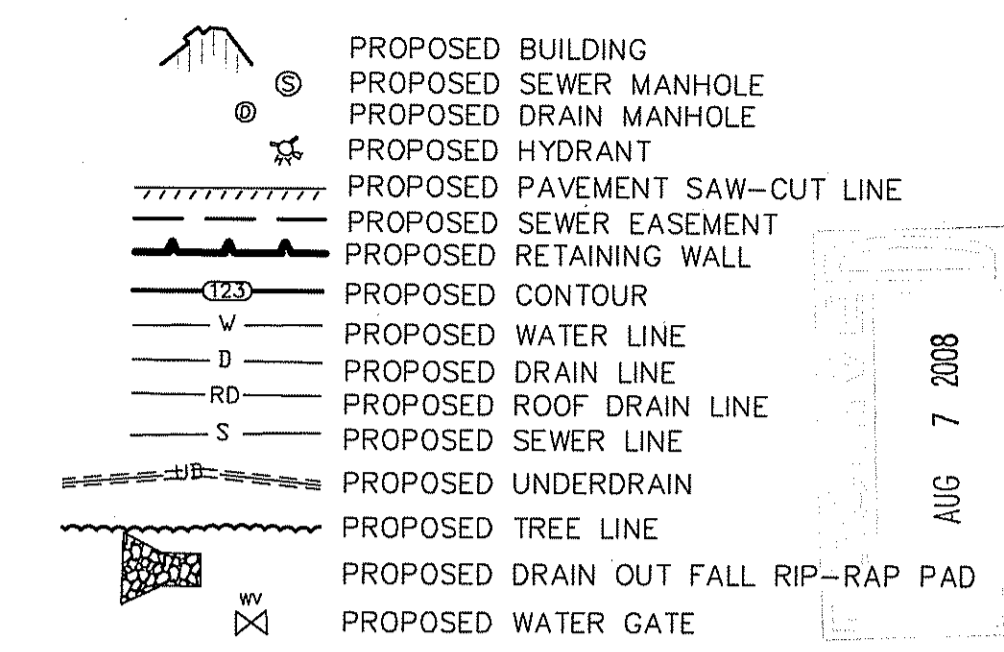 PROPOSED BUILDING
Ⓢ PROPOSED SEWER MANHOLE
Ⓓ PROPOSED DRAIN MANHOLE
PROPOSED HYDRANT
PROPOSED PAVEMENT SAW-CUT LINE
PROPOSED SEWER EASEMENT
PROPOSED RETAINING WALL
123 PROPOSED CONTOUR
W PROPOSED WATER LINE
D PROPOSED DRAIN LINE
RD PROPOSED ROOF DRAIN LINE
S PROPOSED SEWER LINE
PROPOSED UNDERDRAIN
PROPOSED TREE LINE
PROPOSED DRAIN OUT FALL RIP-RAP PAD
WV
PROPOSED WATER GATE
AUG 7 2008